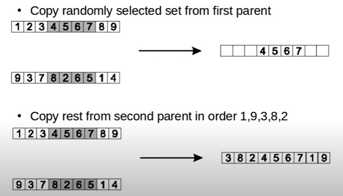 • Copy randomly selected set from first parent
1 2 3 4 5 6 7 8 9
4 5 6 7
9 3 7 8 2 6 5 1 4
• Copy rest from second parent in order 1,9,3,8,2
1 2 3 4 5 6 7 8 9
3 8 2 4 5 6 7 1 9
9 3 7 8 2 6 5 1 4